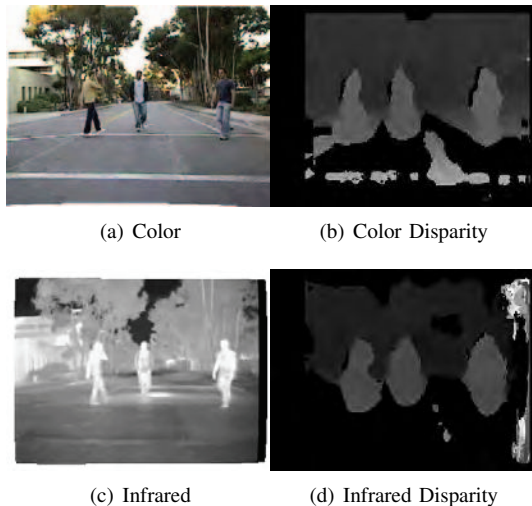 (a) Color
(b) Color Disparity
(c) Infrared
(d) Infrared Disparity